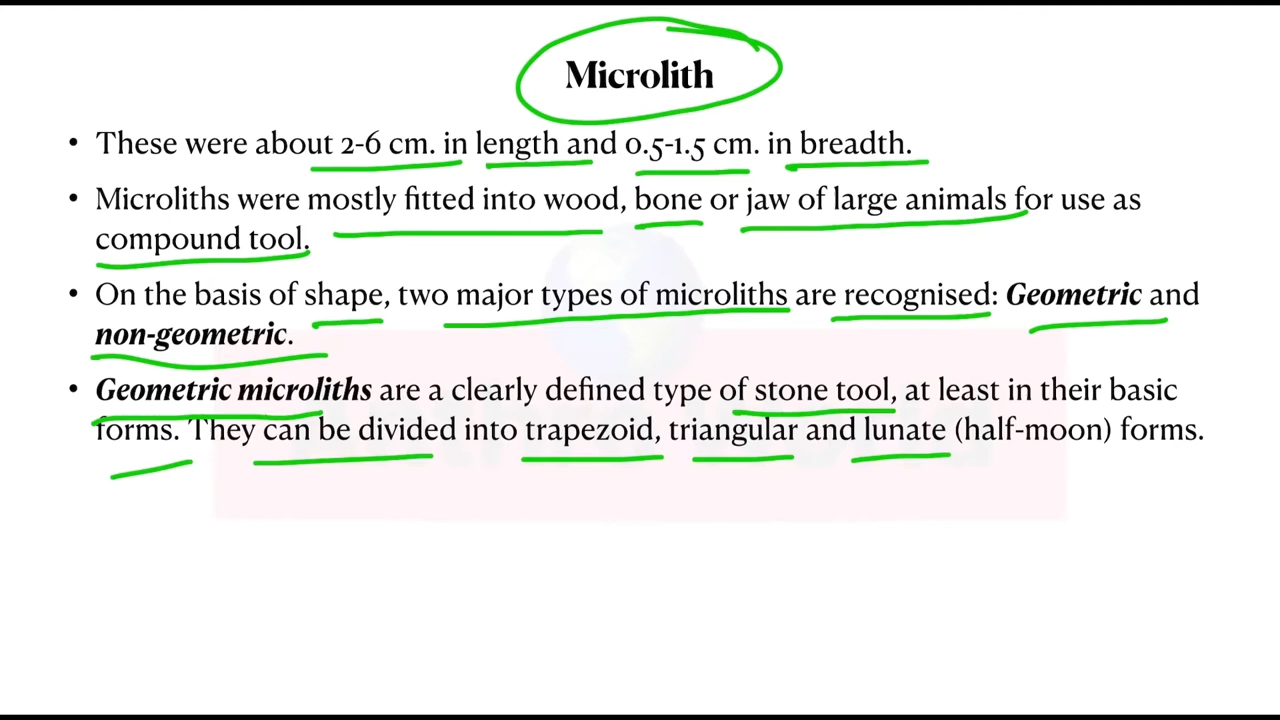 Microlith
• These were about 2-6 cm. in length and 0.5-1.5 cm. in breadth.
• Microliths were mostly fitted into wood, bone or jaw of large animals for use as
compound tool.
• On the basis of shape, two major types of microliths are recognised: Geometric and
non-geometric.
• Geometric microliths are a clearly defined type of stone tool, at least in their basic
forms. They can be divided into trapezoid, triangular and lunate (half-moon) forms.